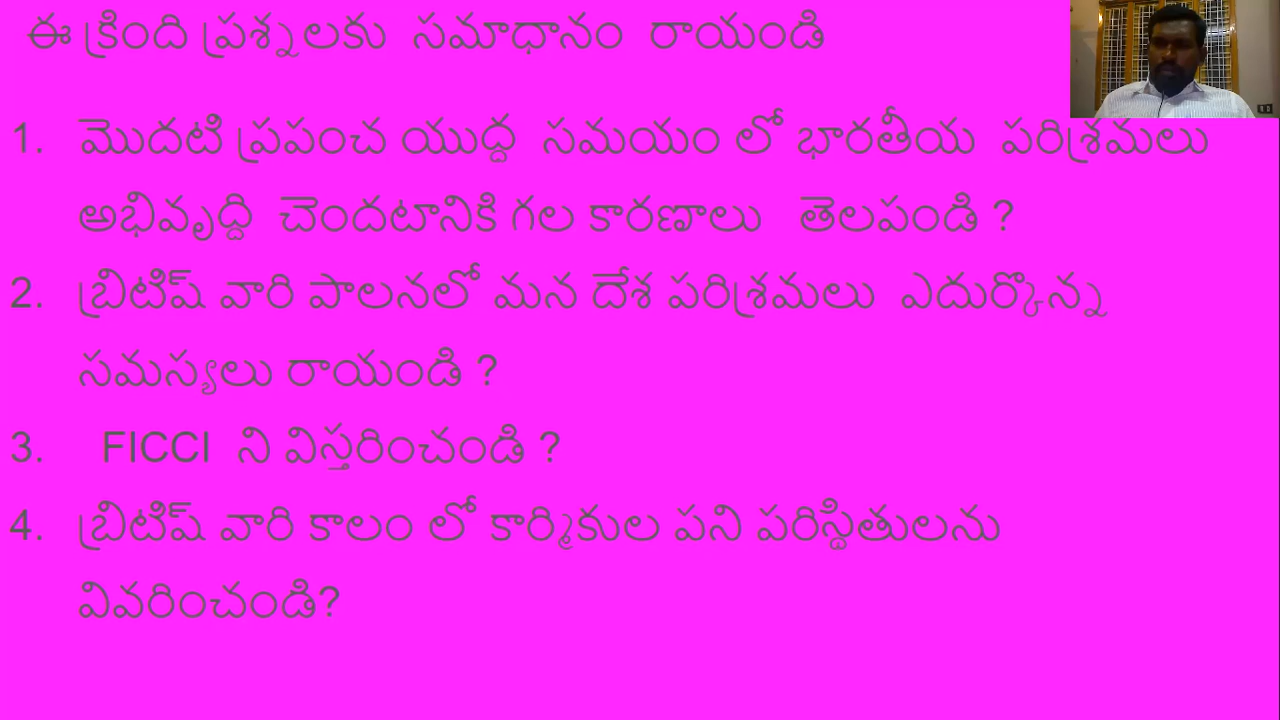 ఈ క్రింది ప్రశ్నలకు సమాధానం రాయండి
1. మొదటి ప్రపంచ యుద్ధ సమయం లో భారతీయ పరిశ్రమలు
అభివృద్ది చెందటానికి గల కారణాలు తెలపండి ?
2. బ్రిటిష్ వారి పాలనలో మన దేశ పరిశ్రమలు ఎదుర్కొన్న
సమస్యలు రాయండి ?
3. FICCI ని విస్తరించండి ?
4. బ్రిటిష్ వారి కాలం లో కార్మికుల పని పరిస్థితులను
వివరించండి?